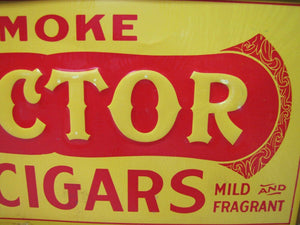 MOKE
CTOR
CIGARS
MILD AND
FRAGRANT